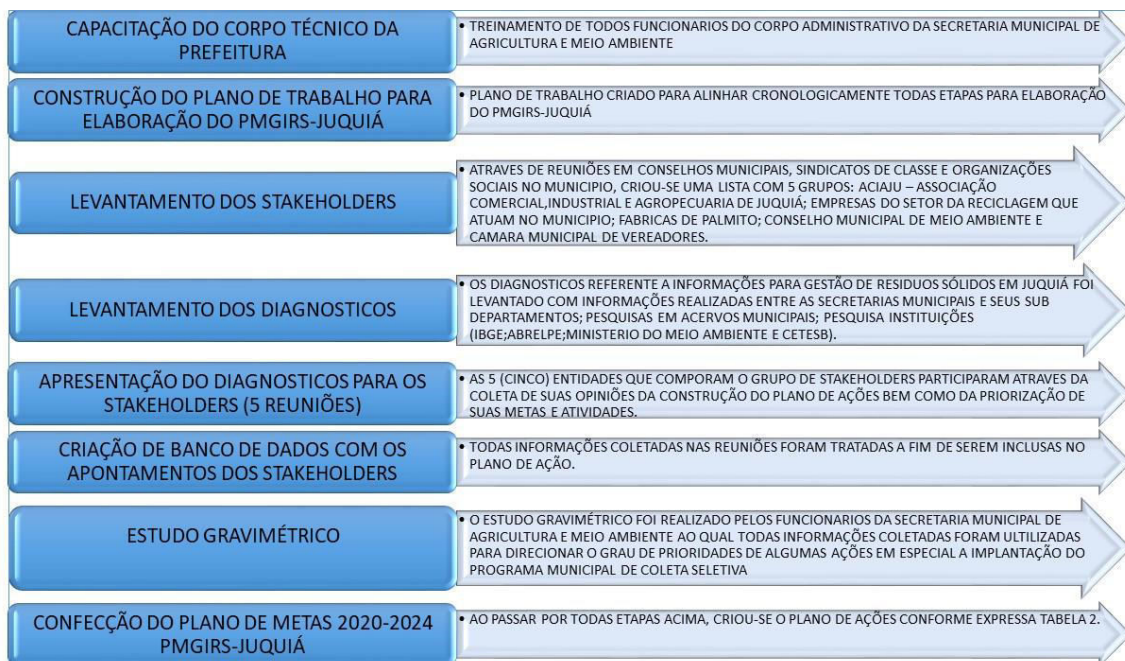 CAPACITAÇÃO DO CORPO TÉCNICO DA
PREFEITURA
• TREINAMENTO DE TODOS FUNCIONARIOS DO CORPO ADMINISTRATIVO DA SECRETARIA MUNICIPAL DE
AGRICULTURA E MEIO AMBIENTE
CONSTRUÇÃO DO PLANO DE TRABALHO PARA
ELABORAÇÃO DO PMGIRS-JUQUIÁ
• PLANO DE TRABALHO CRIADO PARA ALINHAR CRONOLOGICAMENTE TODAS ETAPAS PARA ELABORAÇÃO
DO PMGIRS-JUQUIÁ
LEVANTAMENTO DOS STAKEHOLDERS
• ATRAVES DE REUNIÕES EM CONSELHOS MUNICIPAIS, SINDICATOS DE CLASSE E ORGANIZAÇÕES
SOCIAIS NO MUNICIPIO, CRIOU-SE UMA LISTA COM 5 GRUPOS: ACIAJU – ASSOCIAÇÃO
COMERCIAL,INDUSTRIAL E AGROPECUARIA DE JUQUIÁ; EMPRESAS DO SETOR DA RECICLAGEM QUE
ATUAM NO MUNICIPIO; FABRICAS DE PALMITO; CONSELHO MUNICIPAL DE MEIO AMBIENTE E
CAMARA MUNICIPAL DE VEREADORES.
LEVANTAMENTO DOS DIAGNOSTICOS
• OS DIAGNOSTICOS REFERENTE A INFORMAÇÕES PARA GESTÃO DE RESIDUOS SÓLIDOS EM JUQUIÁ FOI
LEVANTADO COM INFORMAÇÕES REALIZADAS ENTRE AS SECRETARIAS MUNICIPAIS E SEUS SUB
DEPARTAMENTOS; PESQUISAS EM ACERVOS MUNICIPAIS; PESQUISA INSTITUIÇÕES
(IBGE;ABRELPE;MINISTERIO DO MEIO AMBIENTE E CETESB).
APRESENTAÇÃO DO DIAGNOSTICOS PARA OS
STAKEHOLDERS (5 REUNIÕES)
• AS 5 (CINCO) ENTIDADES QUE COMPORAM O GRUPO DE STAKEHOLDERS PARTICIPARAM ATRAVES DA
COLETA DE SUAS OPINIÕES DA CONSTRUÇÃO DO PLANO DE AÇÕES BEM COMO DA PRIORIZAÇÃO DE
SUAS METAS E ATIVIDADES.
CRIAÇÃO DE BANCO DE DADOS COM OS
APONTAMENTOS DOS STAKEHOLDERS
• TODAS INFORMAÇÕES COLETADAS NAS REUNIÕES FORAM TRATADAS A FIM DE SEREM INCLUSAS NO
PLANO DE AÇÃO.
ESTUDO GRAVIMÉTRICO
• O ESTUDO GRAVIMÉTRICO FOI REALIZADO PELOS FUNCIONARIOS DA SECRETARIA MUNICIPAL DE
AGRICULTURA E MEIO AMBIENTE AO QUAL TODAS INFORMAÇÕES COLETADAS FORAM ULTILIZADAS
PARA DIRECIONAR O GRAU DE PRIORIDADES DE ALGUMAS AÇÕES EM ESPECIAL A IMPLANTAÇÃO DO
PROGRAMA MUNICIPAL DE COLETA SELETIVA
CONFECÇÃO DO PLANO DE METAS 2020-2024
PMGIRS-JUQUIÁ
• AO PASSAR POR TODAS ETAPAS ACIMA, CRIOU-SE O PLANO DE AÇÕES CONFORME EXPRESSA TABELA 2.